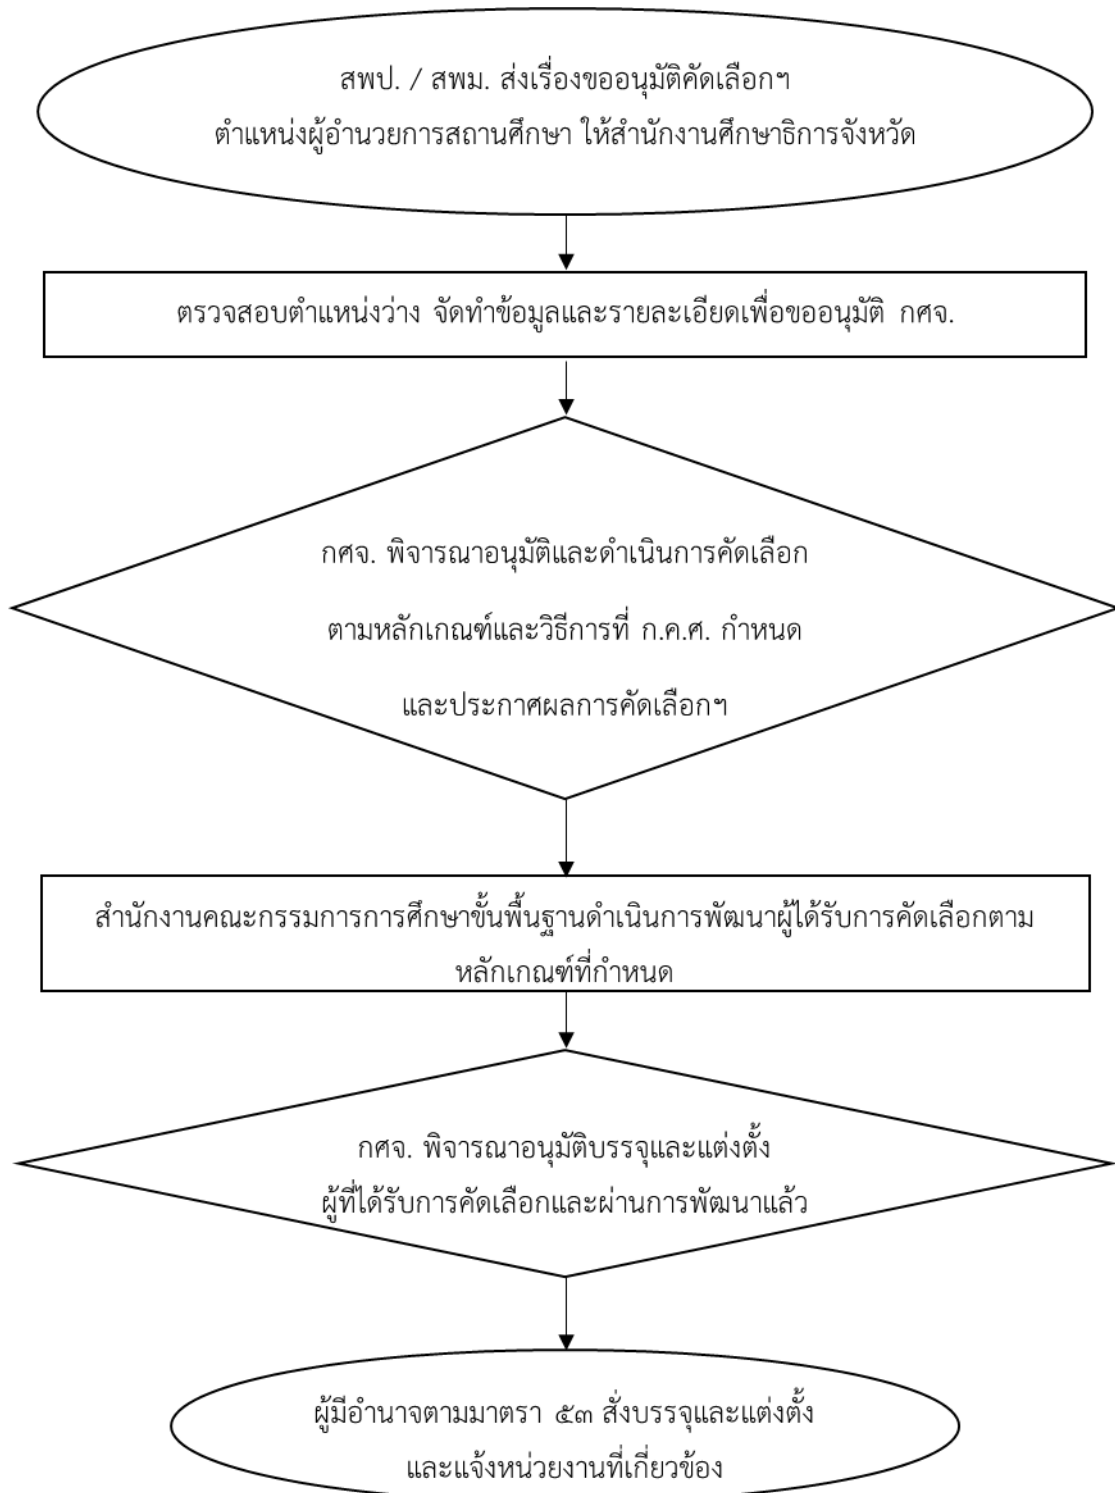 สพป. / สพม. ส่งเรื่องขออนุมัติคัดเลือกฯ
ตำแหน่งผู้อำนวยการสถานศึกษา ให้สำนักงานศึกษาธิการจังหวัด
ตรวจสอบตำแหน่งว่าง จัดทำข้อมูลและรายละเอียดเพื่อขออนุมัติ กศจ.
กศจ. พิจารณาอนุมัติและดำเนินการคัดเลือก
ตามหลักเกณฑ์และวิธีการที่ ก.ค.ศ. กำหนด
และประกาศผลการคัดเลือกฯ
สำนักงานคณะกรรมการการศึกษาขั้นพื้นฐานดำเนินการพัฒนาผู้ได้รับการคัดเลือกตาม
หลักเกณฑ์ที่กำหนด
กศจ. พิจารณาอนุมัติบรรจุและแต่งตั้ง
ผู้ที่ได้รับการคัดเลือกและผ่านการพัฒนาแล้ว
ผู้มีอำนาจตามมาตรา ๕๓ สั่งบรรจุและแต่งตั้ง
และแจ้งหน่วยงานที่เกี่ยวข้อง